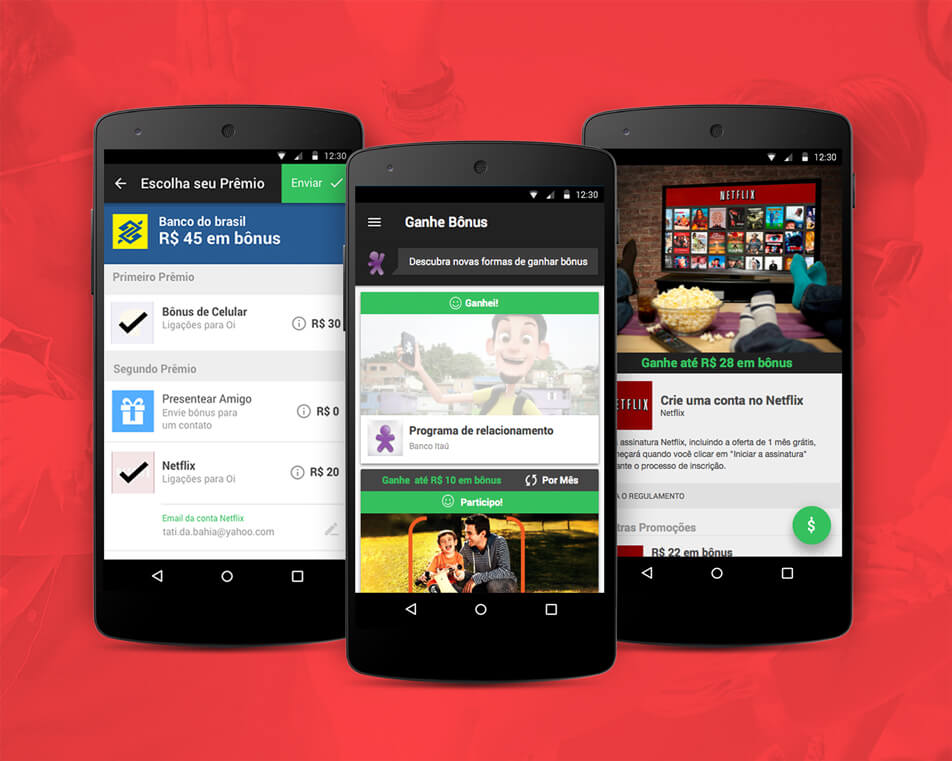 12:30
Escolha seu Prêmio
Enviar
Banco do brasil
R$ 45 em bônus
Primeiro Prêmio
Bônus de Celular
Ligações para Oi
R$ 30
Segundo Prêmio
Presentear Amigo
Envie bônus para
um contato
R$ 0
Netflix
Ligações para Oi
R$ 20
Email da conta Netflix
tati.da.bahia@yahoo.com
12:30
Ganhe Bônus
Descubra novas formas de ganhar bônus
Ganhei!
Programa de relacionamento
Banco Itaú
Ganhe até R$ 10 em bônus
Por Mês
Participo!
12:30
NETFLIX
Ganhe até R$ 28 em bônus
TFLIX
Crie uma conta no Netflix
Netflix
assinatura Netflix, incluindo a oferta de 1 mês grátis,
meçará quando você clicar em "Iniciar a assinatura"
ante o processo de inscrição.
A O REGULAMENTO
$
tras Promoções
R$ 22 em bônus